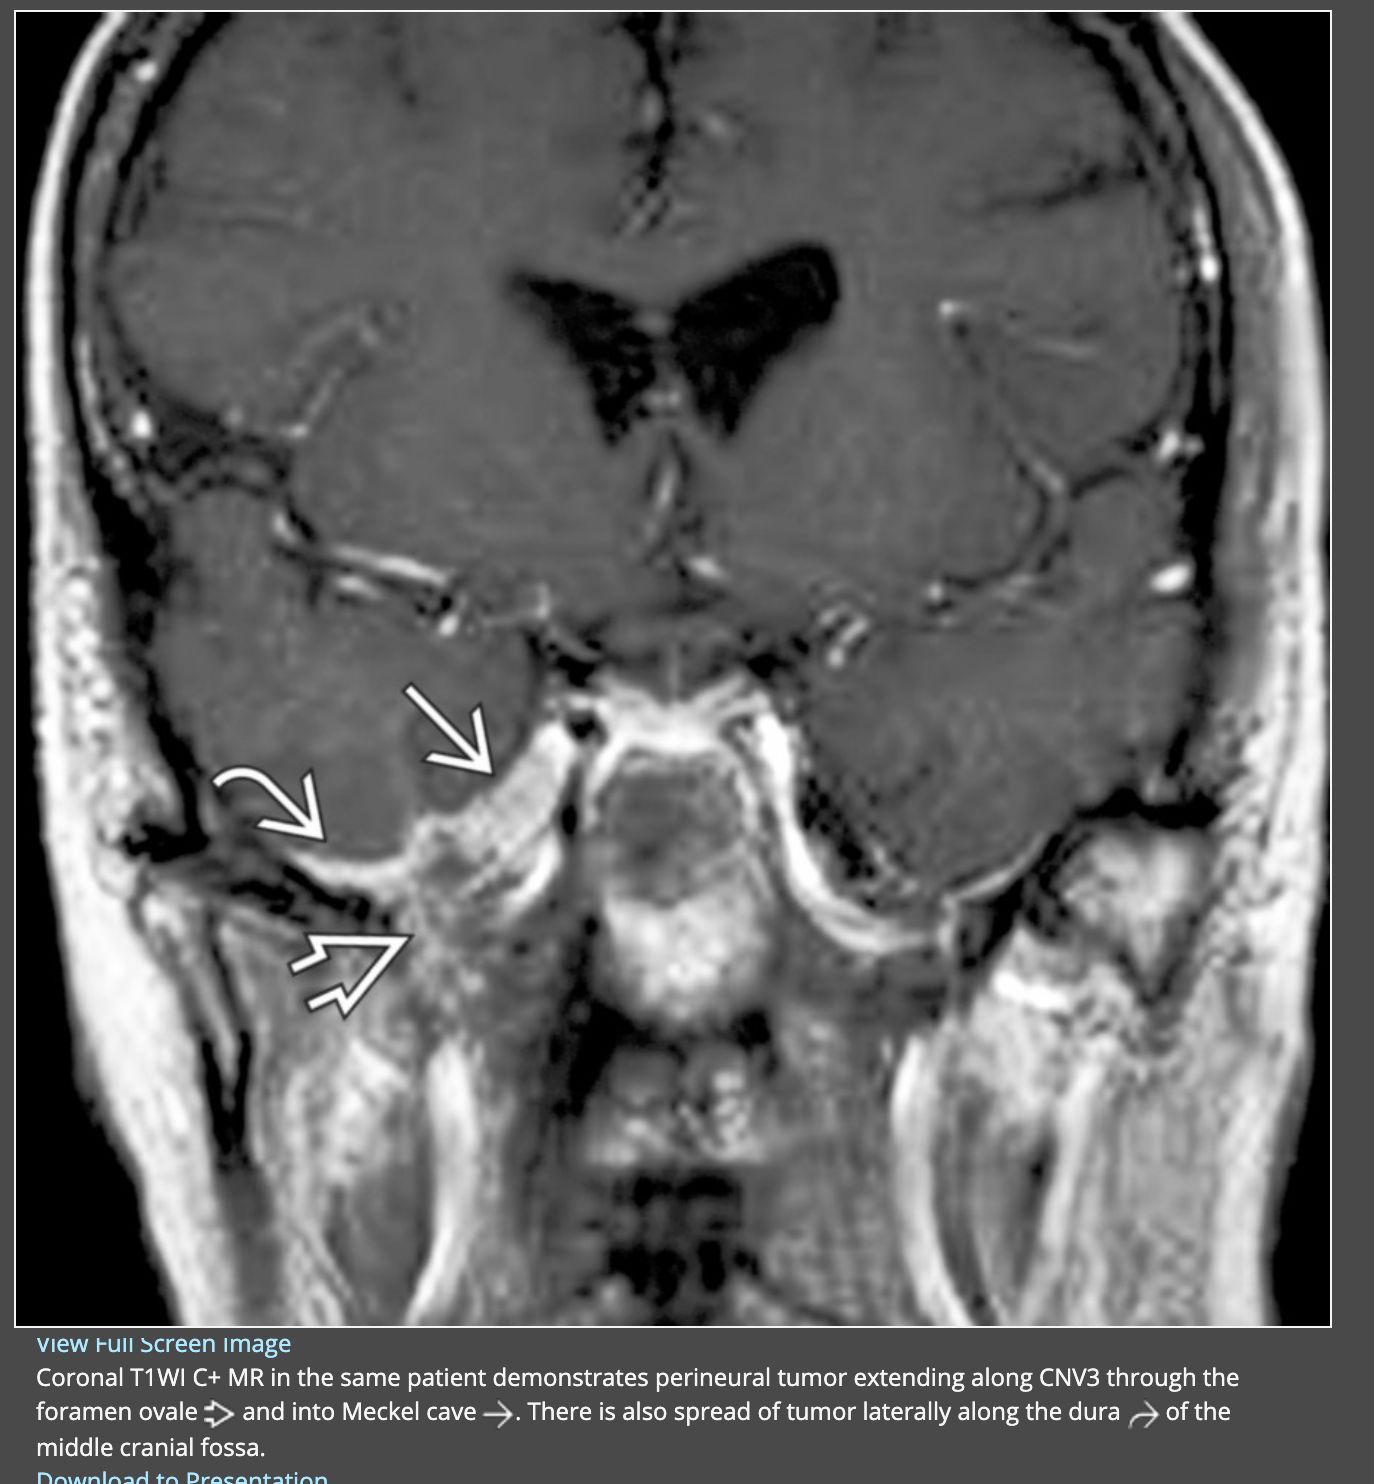 View Full Screen Image
Coronal T1WI C+ MR in the same patient demonstrates perineural tumor extending along CNV3 through the
foramen ovale and into Meckel cave . There is also spread of tumor laterally along the dura of the
middle cranial fossa.
Download to Presentation